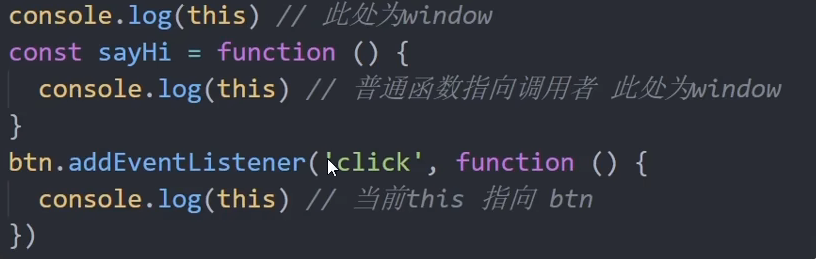 console.log(this) // 此处为window
const sayHi = function () {
  console.log(this) // 普通函数指向调用者 此处为window
}
btn.addEventListener('click', function () {
  console.log(this) // 当前this 指向 btn
})